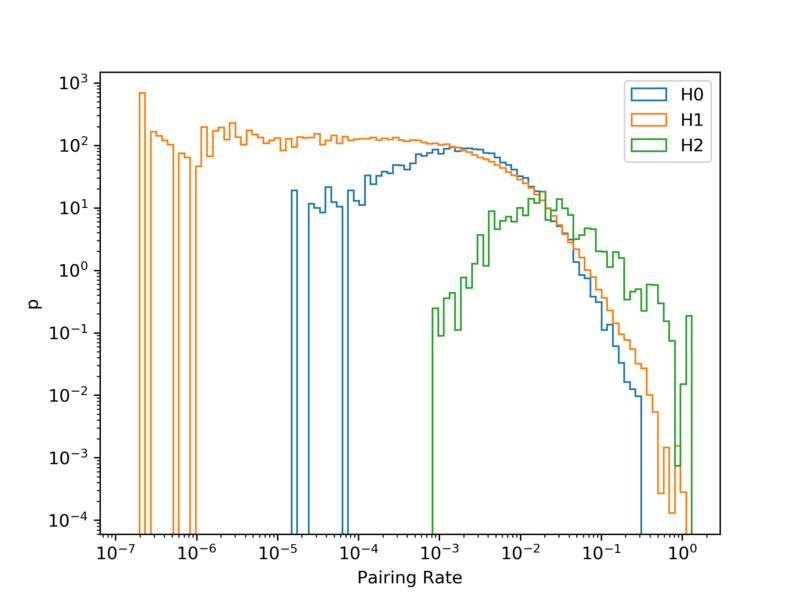 10³
10²
10¹
10⁰
10⁻¹
10⁻²
10⁻³
10⁻⁴
p
H0
H1
H2
10⁻⁷ 10⁻⁶ 10⁻⁵ 10⁻⁴ 10⁻³ 10⁻² 10⁻¹ 10⁰
Pairing Rate